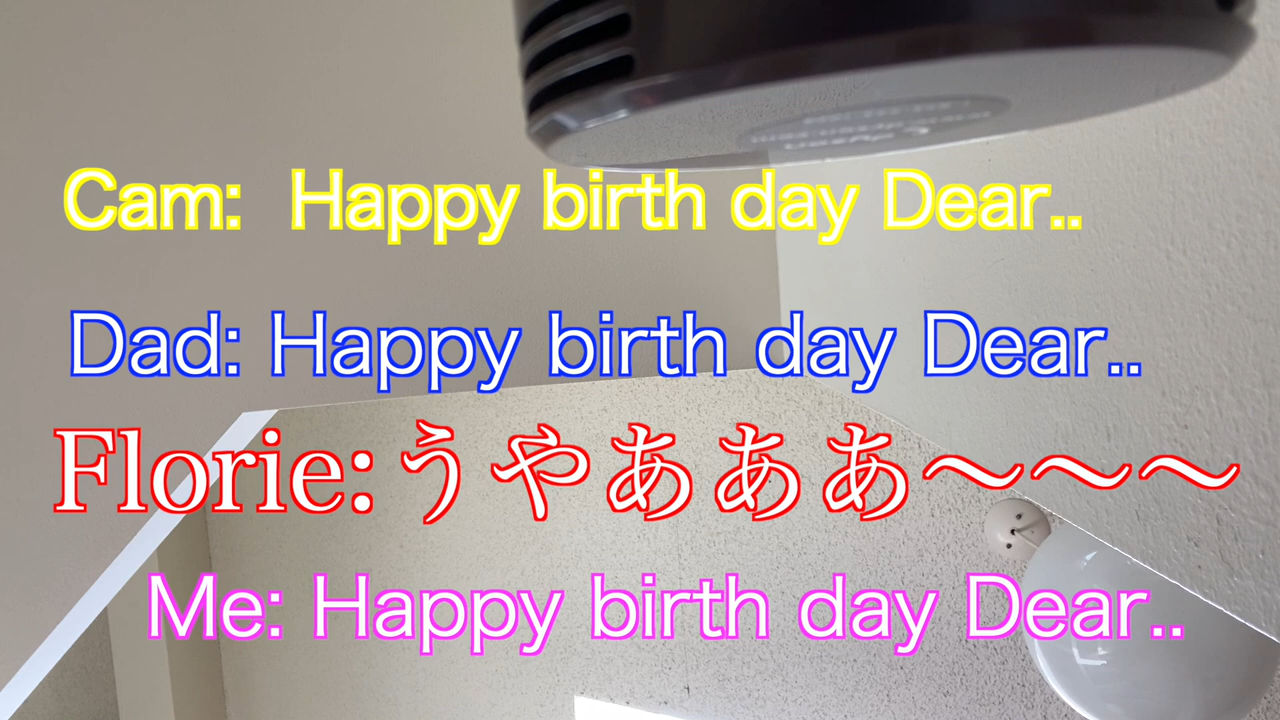 Cam: Happy birth day Dear..
Dad: Happy birth day Dear..
Florie:うやあああ〜〜〜
Me: Happy birth day Dear..